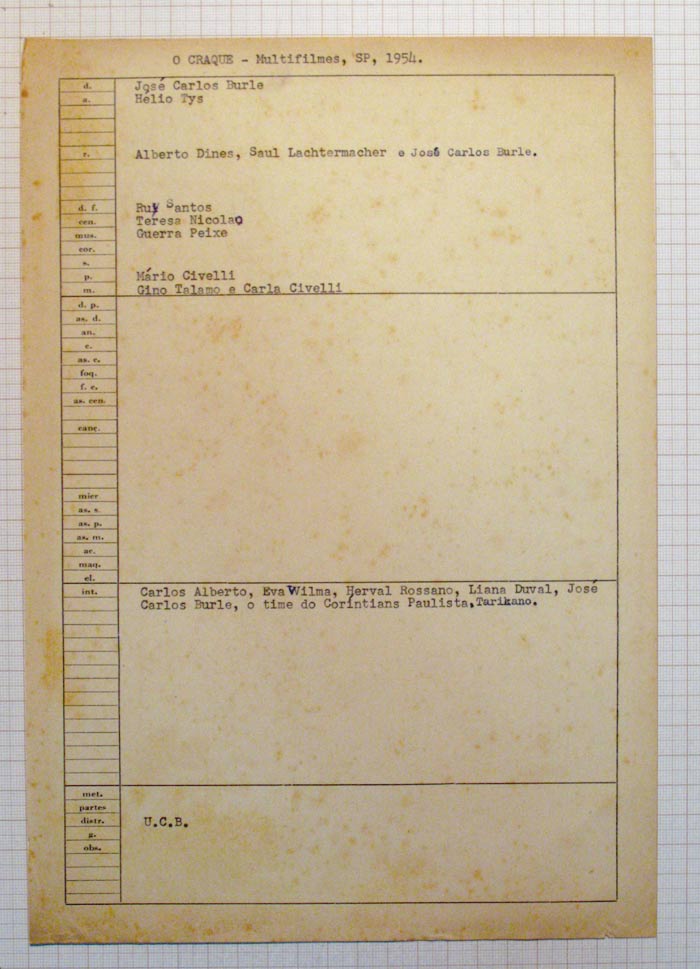 O CRAQUE - Multifilmes, SP, 1954.
d. José Carlos Burle
a. Hélio Tys
r. Alberto Dines, Saul Lachtermacher e José Carlos Burle.
d. f. Ruy Santos
cen. Teresa Nicolao
mus. Guerra Peixe
cor.
s.
p. Mário Civelli
m. Gino Talamo e Carla Civelli
d. p.
as. d.
an.
c.
as. c.
foq.
f. c.
as. cen.
canç.
micr
as. s.
as. p.
as. m.
ac.
maq.
el.
int. Carlos Alberto, Eva Wilma, Herval Rossano, Liana Duval, José
Carlos Burle, o time do Coríntians Paulista, Tarikano.
met.
partes
distr. U.C.B.
g.
obs.